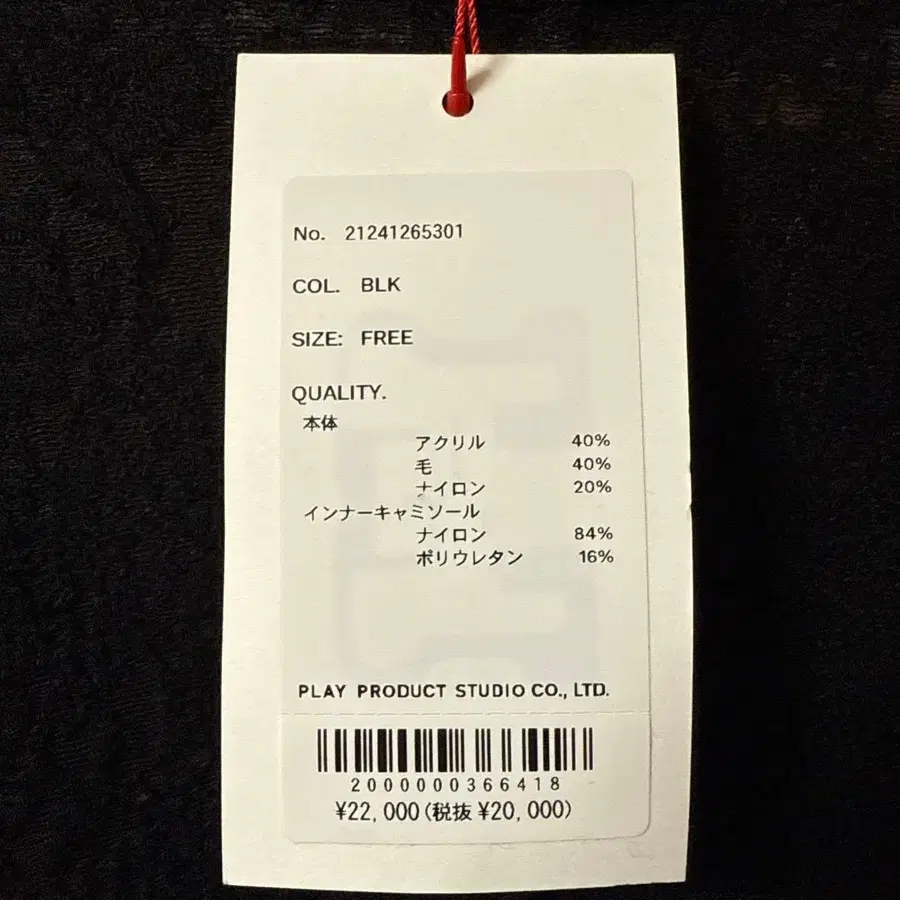 No. 21241265301
COL. BLK
SIZE: FREE
QUALITY.
本体
アクリル 40%
毛 40%
ナイロン 20%
インナーキャミソール
ナイロン 84%
ポリウレタン 16%
PLAY PRODUCT STUDIO CO., LTD.
2000000366418
¥22,000(税抜 ¥20,000)